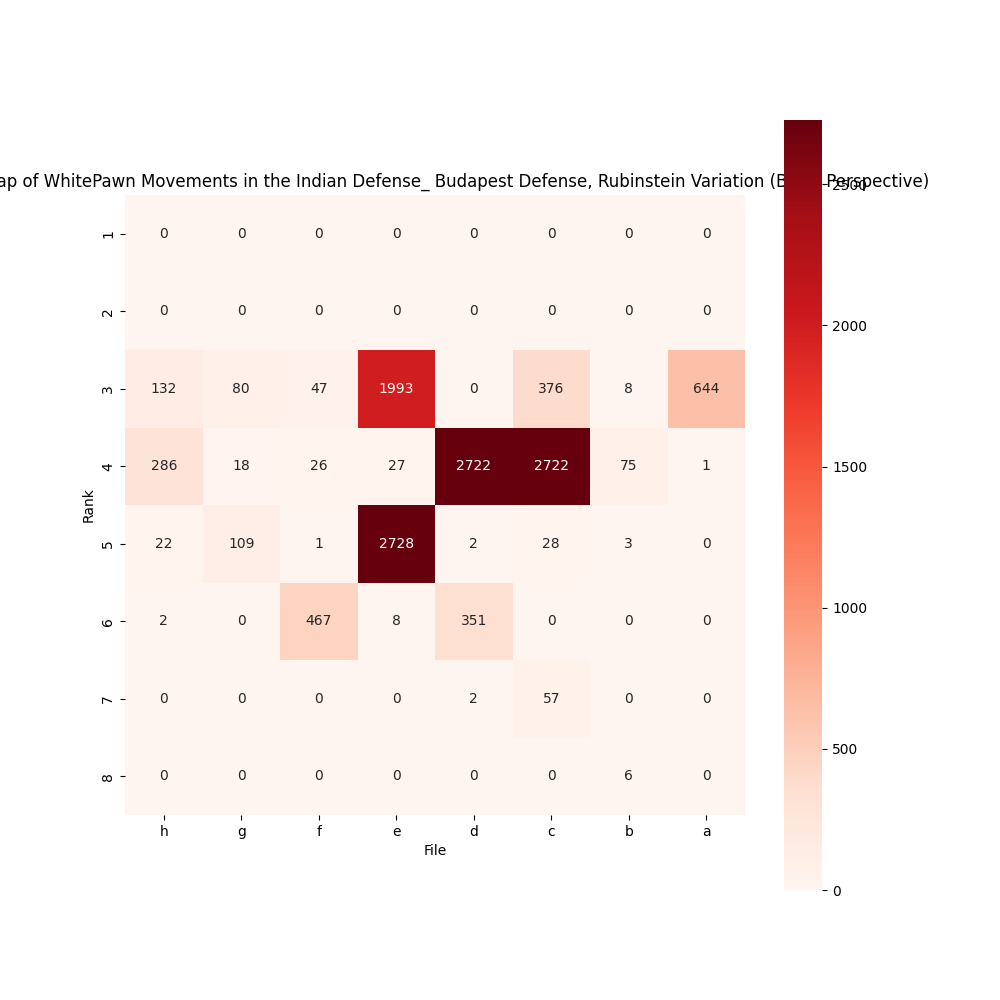 ap of WhitePawn Movements in the Indian Defense_ Budapest Defense, Rubinstein Variation (B Perspective)
2500
1 0 0 0 0 0 0 0 0
2 0 0 0 0 0 0 0 0
2000
3 132 80 47 1993 0 376 8 644
4 286 18 26 27 2722 2722 75 1
1500
Rank
5 22 109 1 2728 2 28 3 0
1000
6 2 0 467 8 351 0 0 0
7 0 0 0 0 2 57 0 0
500
8 0 0 0 0 0 0 6 0
h g f e d c b a
File
0